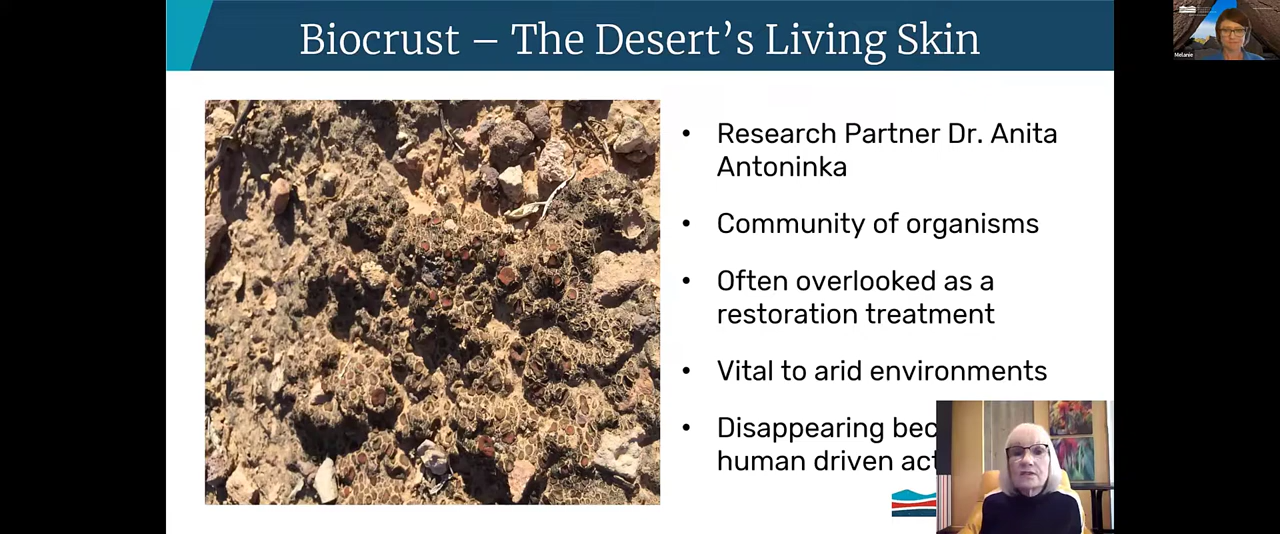 Biocrust – The Desert's Living Skin
Melanie
• Research Partner Dr. Anita
Antoninka
• Community of organisms
• Often overlooked as a
restoration treatment
• Vital to arid environments
• Disappearing bec
human driven act